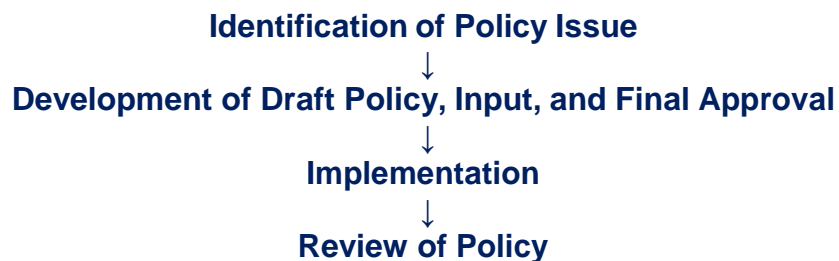 Identification of Policy Issue
↓
Development of Draft Policy, Input, and Final Approval
↓
Implementation
↓
Review of Policy